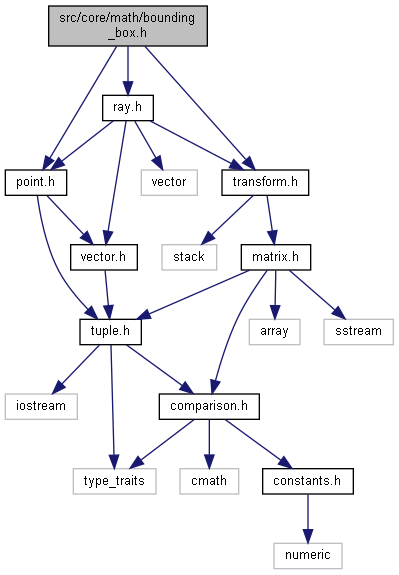 src/core/math/bounding
_box.h
ray.h
point.h
vector
transform.h
vector.h
stack
matrix.h
tuple.h
array
sstream
iostream
comparison.h
type_traits
cmath
constants.h
numeric